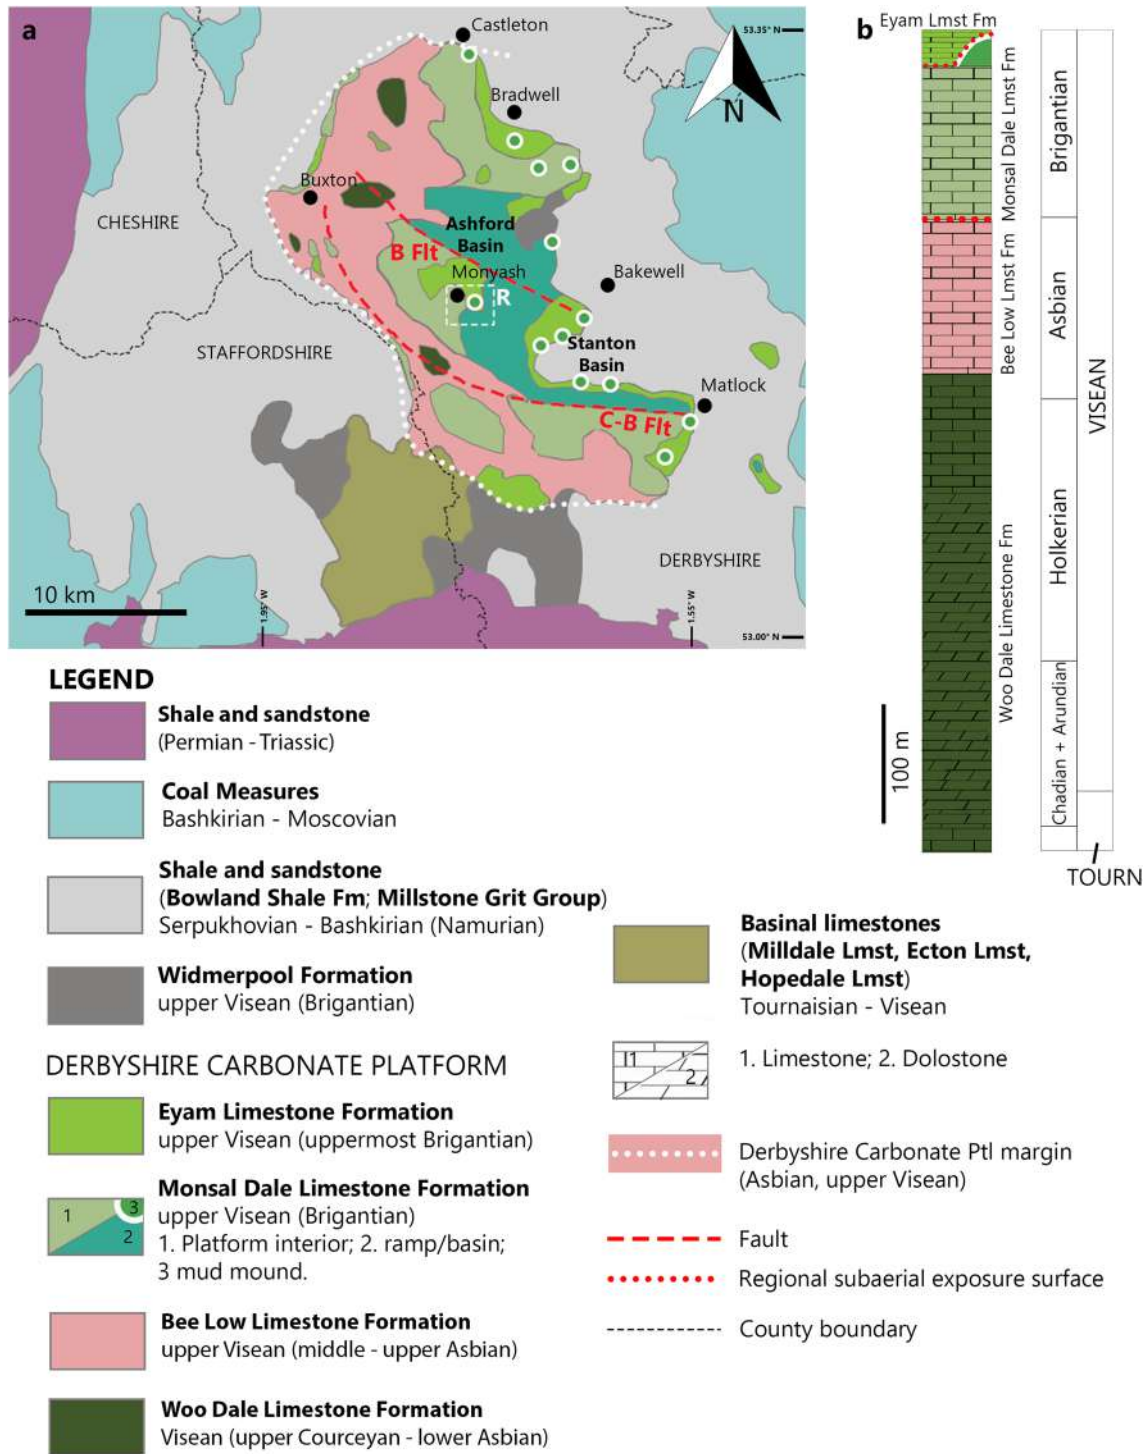 a
Castleton
53.35° N
Bradwell
N
Buxton
CHESHIRE
Ashford
Basin
B Flt
Monyash
Bakewell
R
STAFFORDSHIRE
Stanton
Basin
Matlock
C-B Flt
DERBYSHIRE
10 km
1.95° W
1.55° W
53.00° N
b
Eyam Lmst Fm
Monsal Dale Lmst Fm
Bee Low Lmst Fm
Woo Dale Limestone Fm
Brigantian
Asbian
Holkerian
Chadian + Arundian
VISEAN
TOURN
100 m
LEGEND
Shale and sandstone
(Permian - Triassic)
Coal Measures
Bashkirian - Moscovian
Shale and sandstone
(Bowland Shale Fm; Millstone Grit Group)
Serpukhovian - Bashkirian (Namurian)
Widmerpool Formation
upper Visean (Brigantian)
DERBYSHIRE CARBONATE PLATFORM
Eyam Limestone Formation
upper Visean (uppermost Brigantian)
1
2
3
Monsal Dale Limestone Formation
upper Visean (Brigantian)
1. Platform interior; 2. ramp/basin;
3 mud mound.
Bee Low Limestone Formation
upper Visean (middle - upper Asbian)
Woo Dale Limestone Formation
Visean (upper Courceyan - lower Asbian)
Basinal limestones
(Milldale Lmst, Ecton Lmst,
Hopedale Lmst)
Tournaisian - Visean
1
2
1. Limestone; 2. Dolostone
Derbyshire Carbonate Ptl margin
(Asbian, upper Visean)
Fault
Regional subaerial exposure surface
County boundary